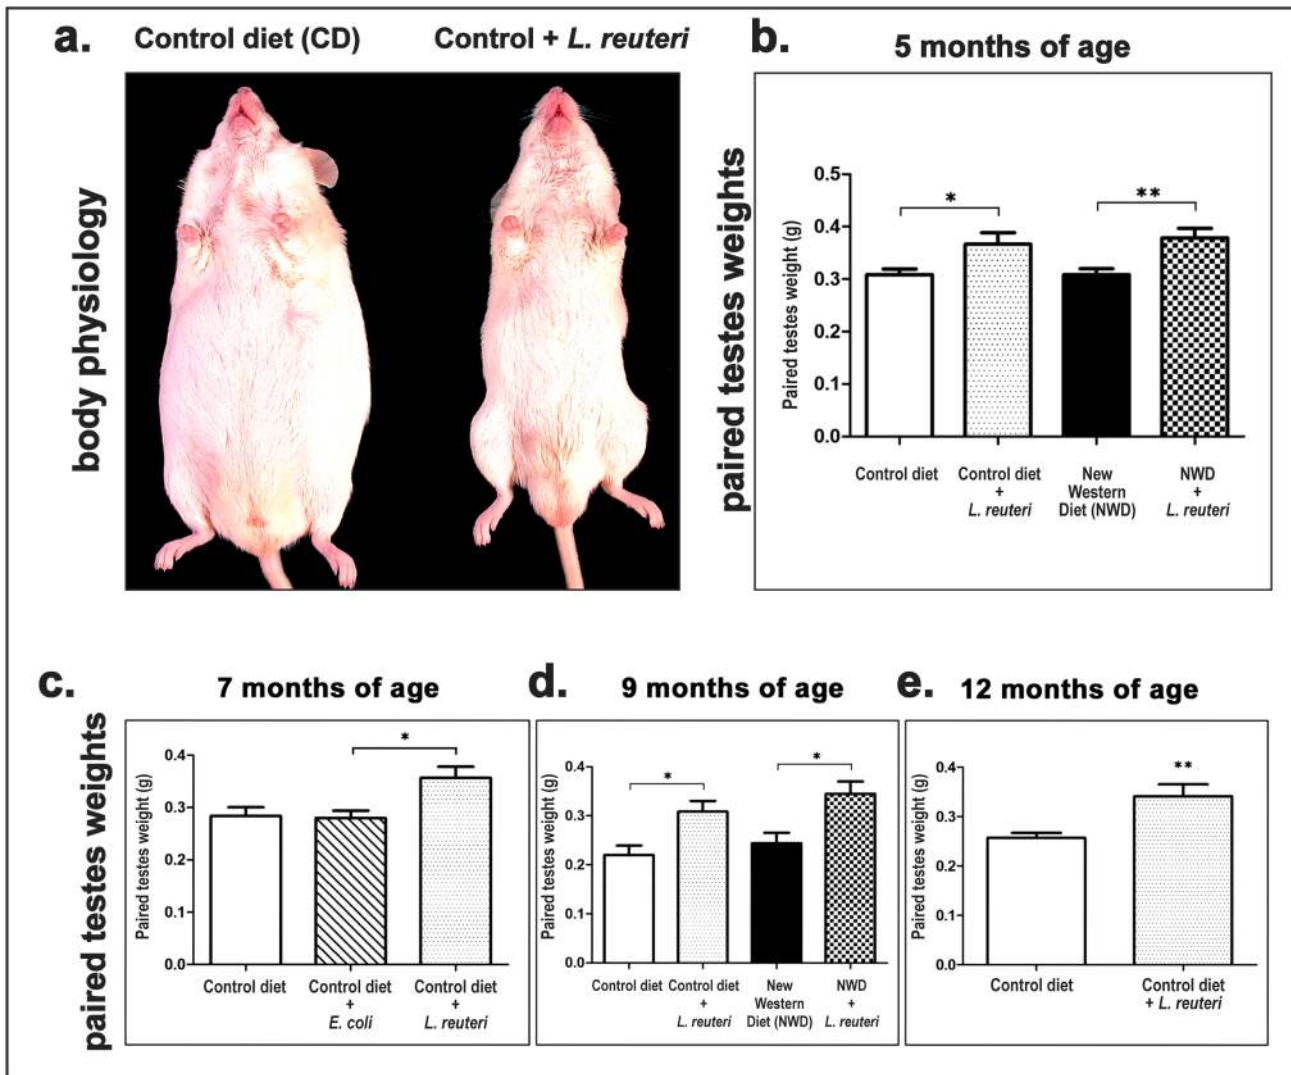 a.
Control diet (CD)
Control + L. reuteri
body physiology
b.
5 months of age
paired testes weights
Paired testes weight (g)
0.5
0.4
0.3
0.2
0.1
0.0
*
**
Control diet
Control diet
+
L. reuteri
New
Western
Diet (NWD)
NWD
+
L. reuteri
c.
7 months of age
paired testes weights
Paired testes weight (g)
0.4
0.3
0.2
0.1
0.0
*
Control diet
Control diet
+
E. coli
Control diet
+
L. reuteri
d.
9 months of age
Paired testes weight (g)
0.4
0.3
0.2
0.1
0.0
*
*
Control diet
Control diet
+
L. reuteri
New
Western
Diet (NWD)
NWD
+
L. reuteri
e.
12 months of age
Paired testes weight (g)
0.4
0.3
0.2
0.1
0.0
**
Control diet
Control diet
+ L. reuteri